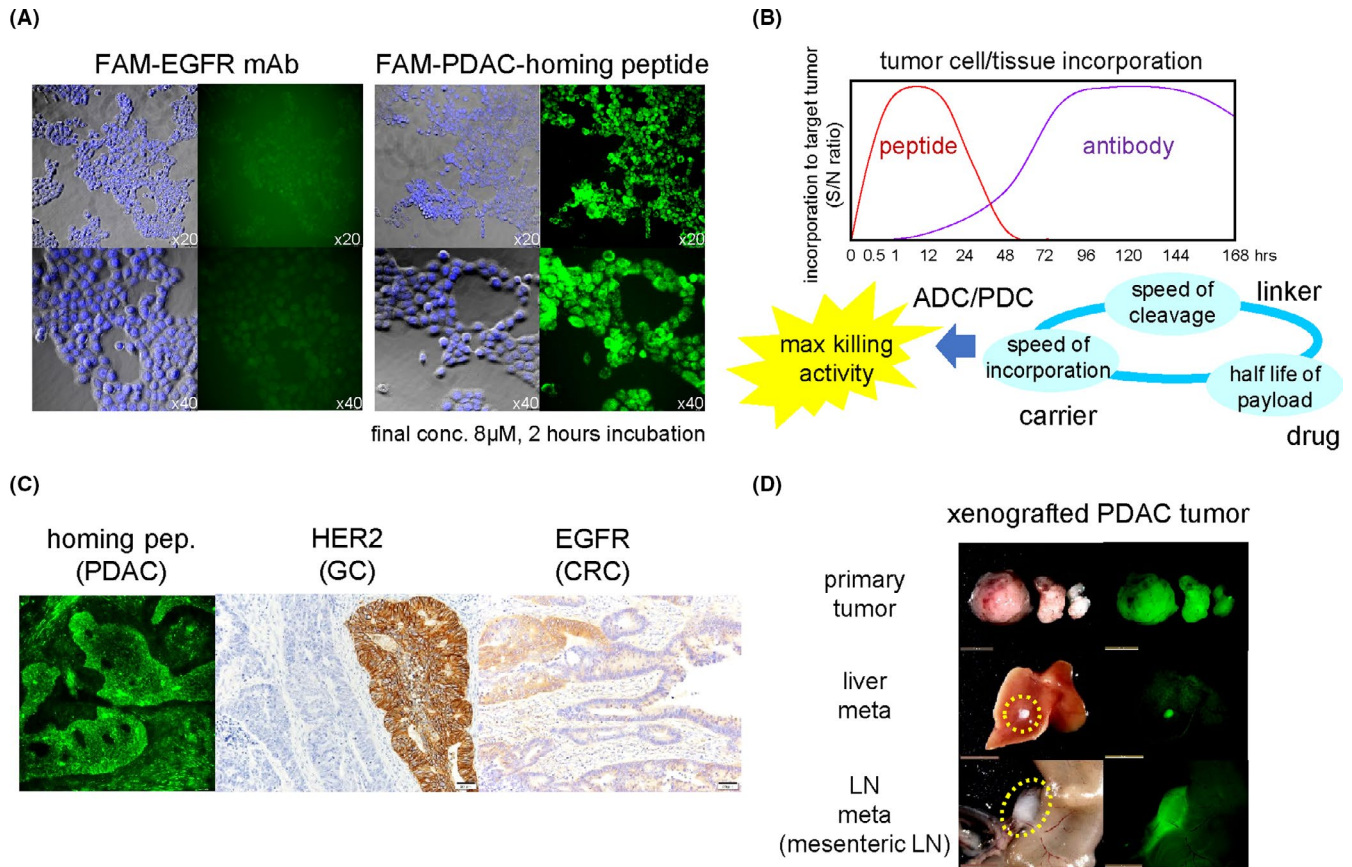 (A)
FAM-EGFR mAb
FAM-PDAC-homing peptide
x20
x20
x20
x20
x40
x40
x40
x40
final conc. 8µM, 2 hours incubation
(B)
tumor cell/tissue incorporation
incorporation to target tumor
(S/N ratio)
peptide
antibody
0 0.5 1 12 24 48 72 96 120 144 168 hrs
ADC/PDC
max killing
activity
speed of
cleavage
linker
speed of
incorporation
carrier
half life of
payload
drug
(C)
homing pep.
(PDAC)
HER2
(GC)
EGFR
(CRC)
(D)
xenografted PDAC tumor
primary
tumor
liver
meta
LN
meta
(mesenteric LN)